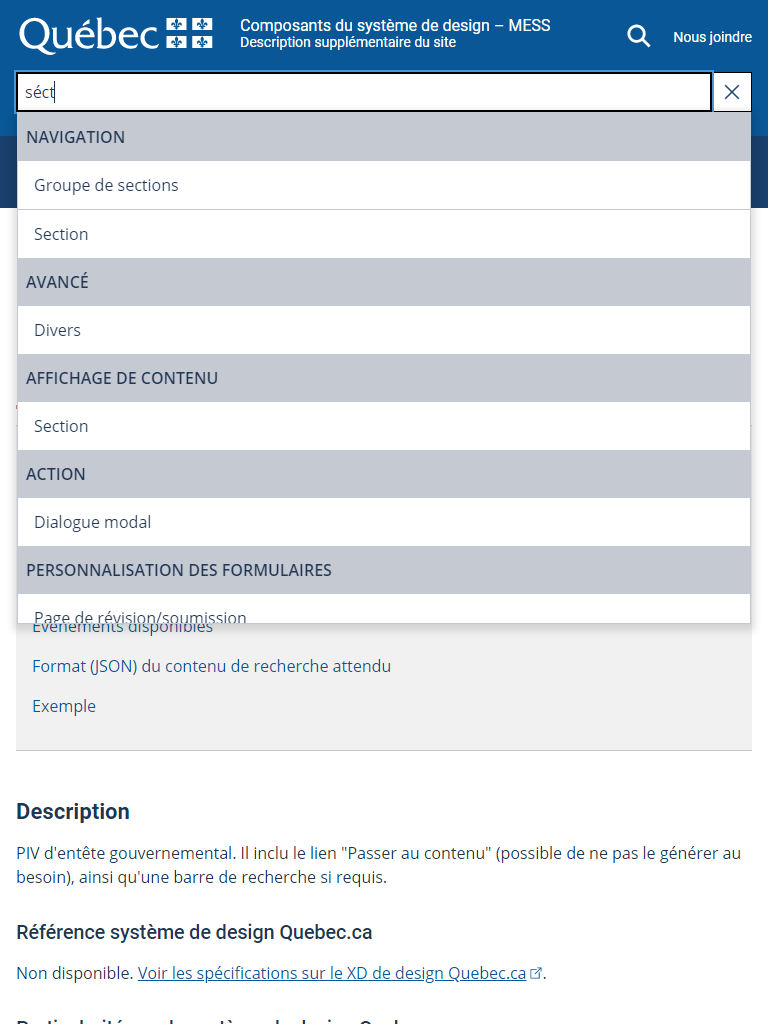 Québec
Composants du système de design – MESS
Description supplémentaire du site
Nous joindre
séct
NAVIGATION
Groupe de sections
Section
AVANCÉ
Divers
AFFICHAGE DE CONTENU
Section
ACTION
Dialogue modal
PERSONNALISATION DES FORMULAIRES
Page de révision/soumission
Événements disponibles
Format (JSON) du contenu de recherche attendu
Exemple
Description
PIV d'entête gouvernemental. Il inclu le lien "Passer au contenu" (possible de ne pas le générer au
besoin), ainsi qu'une barre de recherche si requis.
Référence système de design Quebec.ca
Non disponible. Voir les spécifications sur le XD de design Quebec.ca.